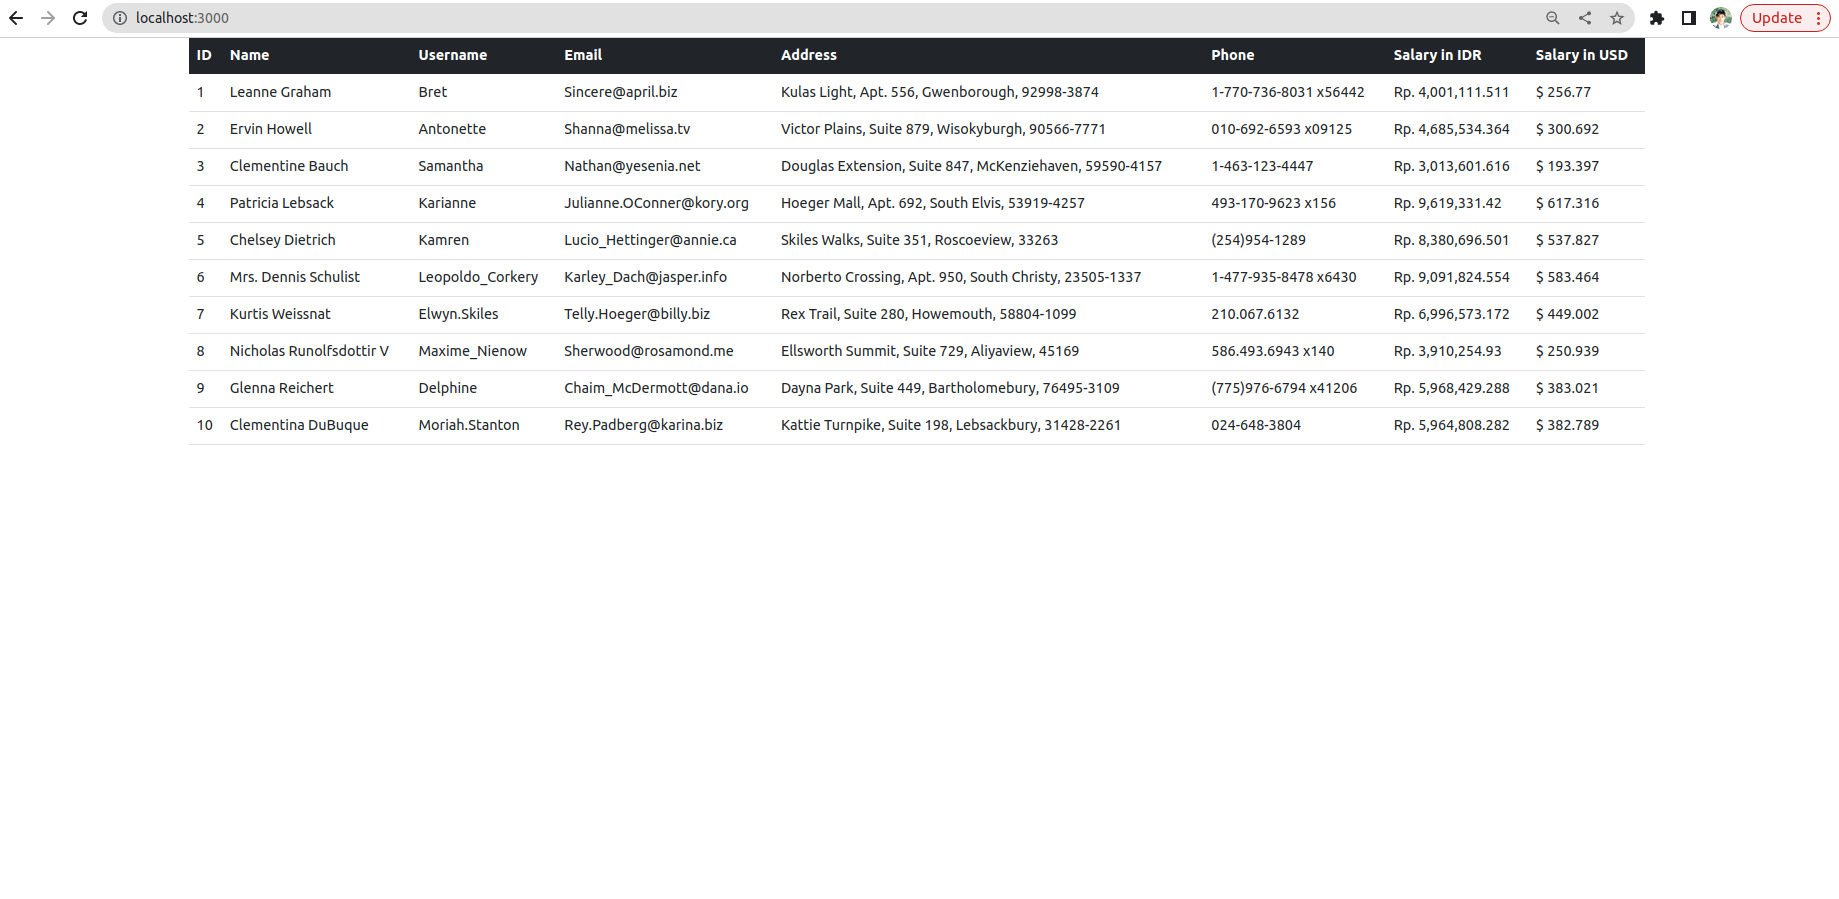 localhost:3000 Update
ID Name Username Email Address Phone Salary in IDR Salary in USD
1 Leanne Graham Bret Sincere@april.biz Kulas Light, Apt. 556, Gwenborough, 92998-3874 1-770-736-8031 x56442 Rp. 4,001,111.511 $ 256.77
2 Ervin Howell Antonette Shanna@melissa.tv Victor Plains, Suite 879, Wisokyburgh, 90566-7771 010-692-6593 x09125 Rp. 4,685,534.364 $ 300.692
3 Clementine Bauch Samantha Nathan@yesenia.net Douglas Extension, Suite 847, McKenziehaven, 59590-4157 1-463-123-4447 Rp. 3,013,601.616 $ 193.397
4 Patricia Lebsack Karianne Julianne.OConner@kory.org Hoeger Mall, Apt. 692, South Elvis, 53919-4257 493-170-9623 x156 Rp. 9,619,331.42 $ 617.316
5 Chelsey Dietrich Kamren Lucio_Hettinger@annie.ca Skiles Walks, Suite 351, Roscoeview, 33263 (254)954-1289 Rp. 8,380,696.501 $ 537.827
6 Mrs. Dennis Schulist Leopoldo_Corkery Karley_Dach@jasper.info Norberto Crossing, Apt. 950, South Christy, 23505-1337 1-477-935-8478 x6430 Rp. 9,091,824.554 $ 583.464
7 Kurtis Weissnat Elwyn.Skiles Telly.Hoeger@billy.biz Rex Trail, Suite 280, Howemouth, 58804-1099 210.067.6132 Rp. 6,996,573.172 $ 449.002
8 Nicholas Runolfsdottir V Maxime_Nienow Sherwood@rosamond.me Ellsworth Summit, Suite 729, Aliyaview, 45169 586.493.6943 x140 Rp. 3,910,254.93 $ 250.939
9 Glenna Reichert Delphine Chaim_McDermott@dana.io Dayna Park, Suite 449, Bartholomebury, 76495-3109 (775)976-6794 x41206 Rp. 5,968,429.288 $ 383.021
10 Clementina DuBuque Moriah.Stanton Rey.Padberg@karina.biz Kattie Turnpike, Suite 198, Lebsackbury, 31428-2261 024-648-3804 Rp. 5,964,808.282 $ 382.789